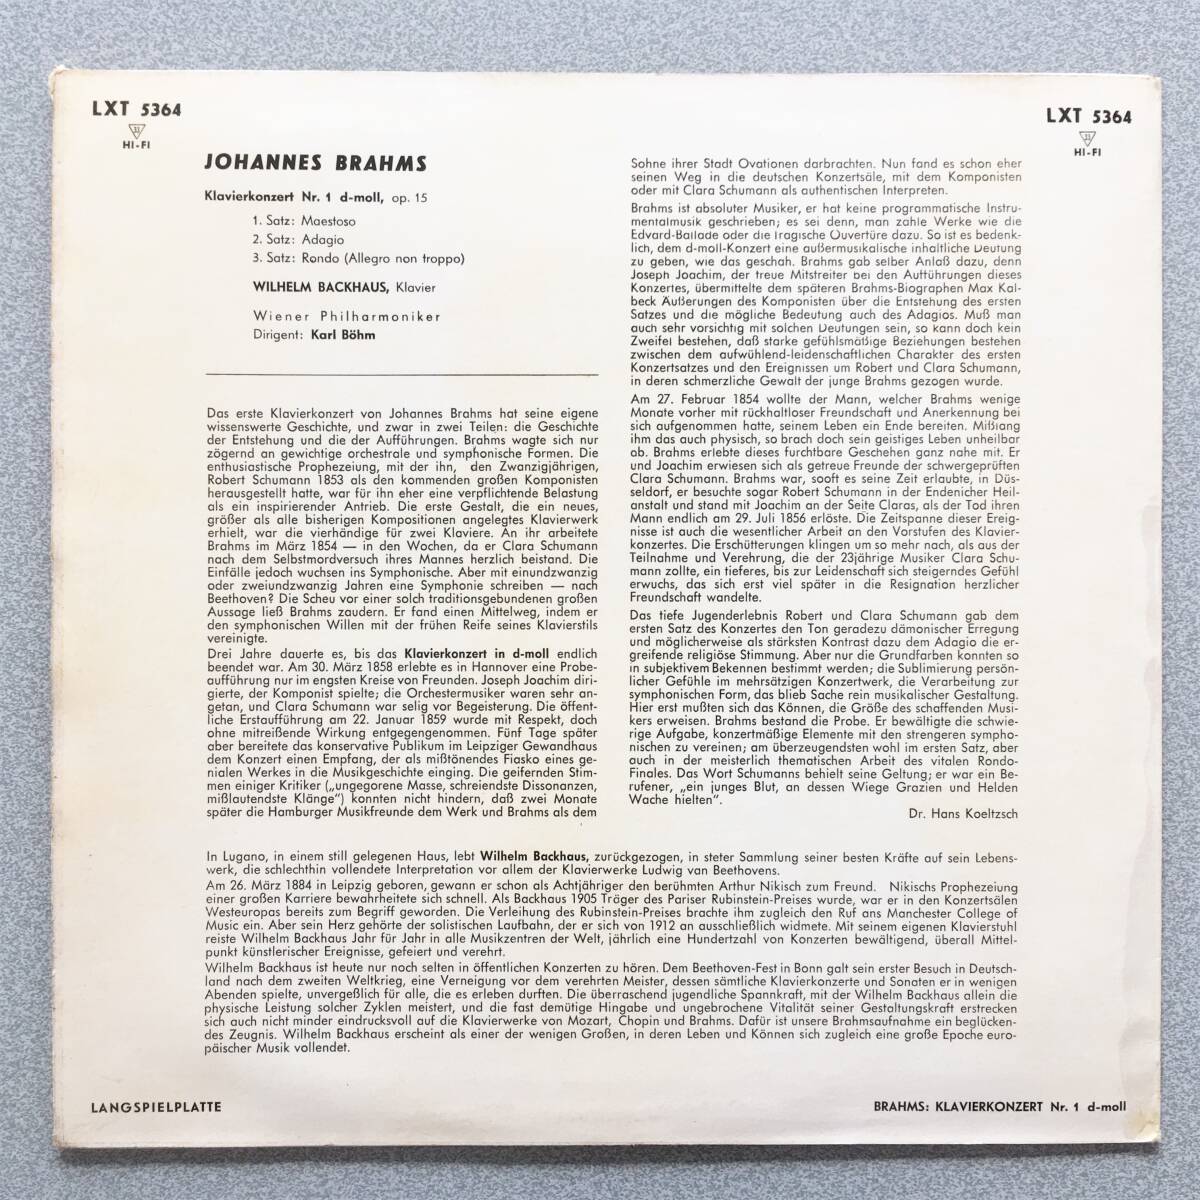 LXT 5364
33
HI-FI
LXT 5364
33
HI-FI
JOHANNES BRAHMS
Klavierkonzert Nr. 1 d-moll, op. 15
1. Satz: Maestoso
2. Satz: Adagio
3. Satz: Rondo (Allegro non troppo)
WILHELM BACKHAUS, Klavier
Wiener Philharmoniker
Dirigent: Karl Böhm
Das erste Klavierkonzert von Johannes Brahms hat seine eigene
wissenswerte Geschichte, und zwar in zwei Teilen: die Geschichte
der Entstehung und die der Aufführungen. Brahms wagte sich nur
zögernd an gewichtige orchestrale und symphonische Formen. Die
enthusiastische Prophezeiung, mit der ihn, den Zwanzigjährigen,
Robert Schumann 1853 als den kommenden großen Komponisten
herausgestellt hatte, war für ihn eher eine verpflichtende Belastung
als ein inspirierender Antrieb. Die erste Gestalt, die ein neues,
größer als alle bisherigen Kompositionen angelegtes Klavierwerk
erhielt, war die vierhändige für zwei Klaviere. An ihr arbeitete
Brahms im März 1854 — in den Wochen, da er Clara Schumann
nach dem Selbstmordversuch ihres Mannes herzlich beistand. Die
Einfälle jedoch wuchsen ins Symphonische. Aber mit einundzwanzig
oder zweiundzwanzig Jahren eine Symphonie schreiben — nach
Beethoven? Die Scheu vor einer solch traditionsgebundenen großen
Aussage ließ Brahms zaudern. Er fand einen Mittelweg, indem er
den symphonischen Willen mit der frühen Reife seines Klavierstils
vereinigte.
Drei Jahre dauerte es, bis das Klavierkonzert in d-moll endlich
beendet war. Am 30. März 1858 erlebte es in Hannover eine Probe-
aufführung nur im engsten Kreise von Freunden. Joseph Joachim diri-
gierte, der Komponist spielte; die Orchestermusiker waren sehr an-
getan, und Clara Schumann war selig vor Begeisterung. Die öffent-
liche Erstaufführung am 22. Januar 1859 wurde mit Respekt, doch
ohne mitreißende Wirkung entgegengenommen. Fünf Tage später
aber bereitete das konservative Publikum im Leipziger Gewandhaus
dem Konzert einen Empfang, der als mißtönendes Fiasko eines ge-
nialen Werkes in die Musikgeschichte einging. Die geifernden Stim-
men einiger Kritiker („ungegorene Masse, schreiendste Dissonanzen,
mißlautendste Klänge“) konnten nicht hindern, daß zwei Monate
später die Hamburger Musikfreunde dem Werk und Brahms als dem
Sohne ihrer Stadt Ovationen darbrachten. Nun fand es schon eher
seinen Weg in die deutschen Konzertsäle, mit dem Komponisten
oder mit Clara Schumann als authentischen Interpreten.
Brahms ist absoluter Musiker, er hat keine programmatische Instru-
mentalmusik geschrieben; es sei denn, man zähle Werke wie die
Edvard-Ballade oder die Tragische Ouvertüre dazu. So ist es bedenk-
lich, dem d-moll-Konzert eine außermusikalische inhaltliche Deutung
zu geben, wie das geschah. Brahms gab selber Anlaß dazu, denn
Joseph Joachim, der treue Mitstreiter bei den Aufführungen dieses
Konzertes, übermittelte dem späteren Brahms-Biographen Max Kal-
beck Äußerungen des Komponisten über die Entstehung des ersten
Satzes und die mögliche Bedeutung auch des Adagios. Muß man
auch sehr vorsichtig mit solchen Deutungen sein, so kann doch kein
Zweifel bestehen, daß starke gefühlsmäßige Beziehungen bestehen
zwischen dem aufwühlend-leidenschaftlichen Charakter des ersten
Konzertsatzes und den Ereignissen um Robert und Clara Schumann,
in deren schmerzliche Gewalt der junge Brahms gezogen wurde.
Am 27. Februar 1854 wollte der Mann, welcher Brahms wenige
Monate vorher mit rückhaltloser Freundschaft und Anerkennung bei
sich aufgenommen hatte, seinem Leben ein Ende bereiten. Mißlang
ihm das auch physisch, so brach doch sein geistiges Leben unheilbar
ab. Brahms erlebte dieses furchtbare Geschehen ganz nahe mit. Er
und Joachim erwiesen sich als getreue Freunde der schwergeprüften
Clara Schumann. Brahms war, sooft es seine Zeit erlaubte, in Düs-
seldorf, er besuchte sogar Robert Schumann in der Endenicher Heil-
anstalt und stand mit Joachim an der Seite Claras, als der Tod ihren
Mann endlich am 29. Juli 1856 erlöste. Die Zeitspanne dieser Ereig-
nisse ist auch die wesentlicher Arbeit an den Vorstufen des Klavier-
konzertes. Die Erschütterungen klingen um so mehr nach, als aus der
Teilnahme und Verehrung, die der 23jährige Musiker Clara Schu-
mann zollte, ein tieferes, bis zur Leidenschaft sich steigerndes Gefühl
erwuchs, das sich erst viel später in die Resignation herzlicher
Freundschaft wandelte.
Das tiefe Jugenderlebnis Robert und Clara Schumann gab dem
ersten Satz des Konzertes den Ton geradezu dämonischer Erregung
und möglicherweise als stärksten Kontrast dazu dem Adagio die er-
greifende religiöse Stimmung. Aber nur die Grundfarben konnten so
in subjektivem Bekennen bestimmt werden; die Sublimierung persön-
licher Gefühle im mehrsätzigen Konzertwerk, die Verarbeitung zur
symphonischen Form, das blieb Sache rein musikalischer Gestaltung.
Hier erst mußten sich das Können, die Größe des schaffenden Musi-
kers erweisen. Brahms bestand die Probe. Er bewältigte die schwie-
rige Aufgabe, konzertmäßige Elemente mit den strengeren sympho-
nischen zu vereinen; am überzeugendsten wohl im ersten Satz, aber
auch in der meisterlich thematischen Arbeit des vitalen Rondo-
Finales. Das Wort Schumanns behielt seine Geltung; er war ein Be-
rufener, „ein junges Blut, an dessen Wiege Grazien und Helden
Wache hielten“.
Dr. Hans Koeltzsch
In Lugano, in einem still gelegenen Haus, lebt Wilhelm Backhaus, zurückgezogen, in steter Sammlung seiner besten Kräfte auf sein Lebens-
werk, die schlechthin vollendete Interpretation vor allem der Klavierwerke Ludwig van Beethovens.
Am 26. März 1884 in Leipzig geboren, gewann er schon als Achtjähriger den berühmten Arthur Nikisch zum Freund. Nikischs Prophezeiung
einer großen Karriere bewahrheitete sich schnell. Als Backhaus 1905 Träger des Pariser Rubinstein-Preises wurde, war er in den Konzertsälen
Westeuropas bereits zum Begriff geworden. Die Verleihung des Rubinstein-Preises brachte ihm zugleich den Ruf ans Manchester College of
Music ein. Aber sein Herz gehörte der solistischen Laufbahn, der er sich von 1912 an ausschließlich widmete. Mit seinem eigenen Klavierstuhl
reiste Wilhelm Backhaus Jahr für Jahr in alle Musikzentren der Welt, jährlich eine Hundertzahl von Konzerten bewältigend, überall Mittel-
punkt künstlerischer Ereignisse, gefeiert und verehrt.
Wilhelm Backhaus ist heute nur noch selten in öffentlichen Konzerten zu hören. Dem Beethoven-Fest in Bonn galt sein erster Besuch in Deutsch-
land nach dem zweiten Weltkrieg, eine Verneigung vor dem verehrten Meister, dessen sämtliche Klavierkonzerte und Sonaten er in wenigen
Abenden spielte, unvergeßlich für alle, die es erleben durften. Die überraschend jugendliche Spannkraft, mit der Wilhelm Backhaus allein die
physische Leistung solcher Zyklen meistert, und die fast demütige Hingabe und ungebrochene Vitalität seiner Gestaltungskraft erstrecken
sich auch nicht minder eindrucksvoll auf die Klavierwerke von Mozart, Chopin und Brahms. Dafür ist unsere Brahmsaufnahme ein beglücken-
des Zeugnis. Wilhelm Backhaus erscheint als einer der wenigen Großen, in deren Leben und Können sich zugleich eine große Epoche euro-
päischer Musik vollendet.
LANGSPIELPLATTE
BRAHMS: KLAVIERKONZERT Nr. 1 d-moll